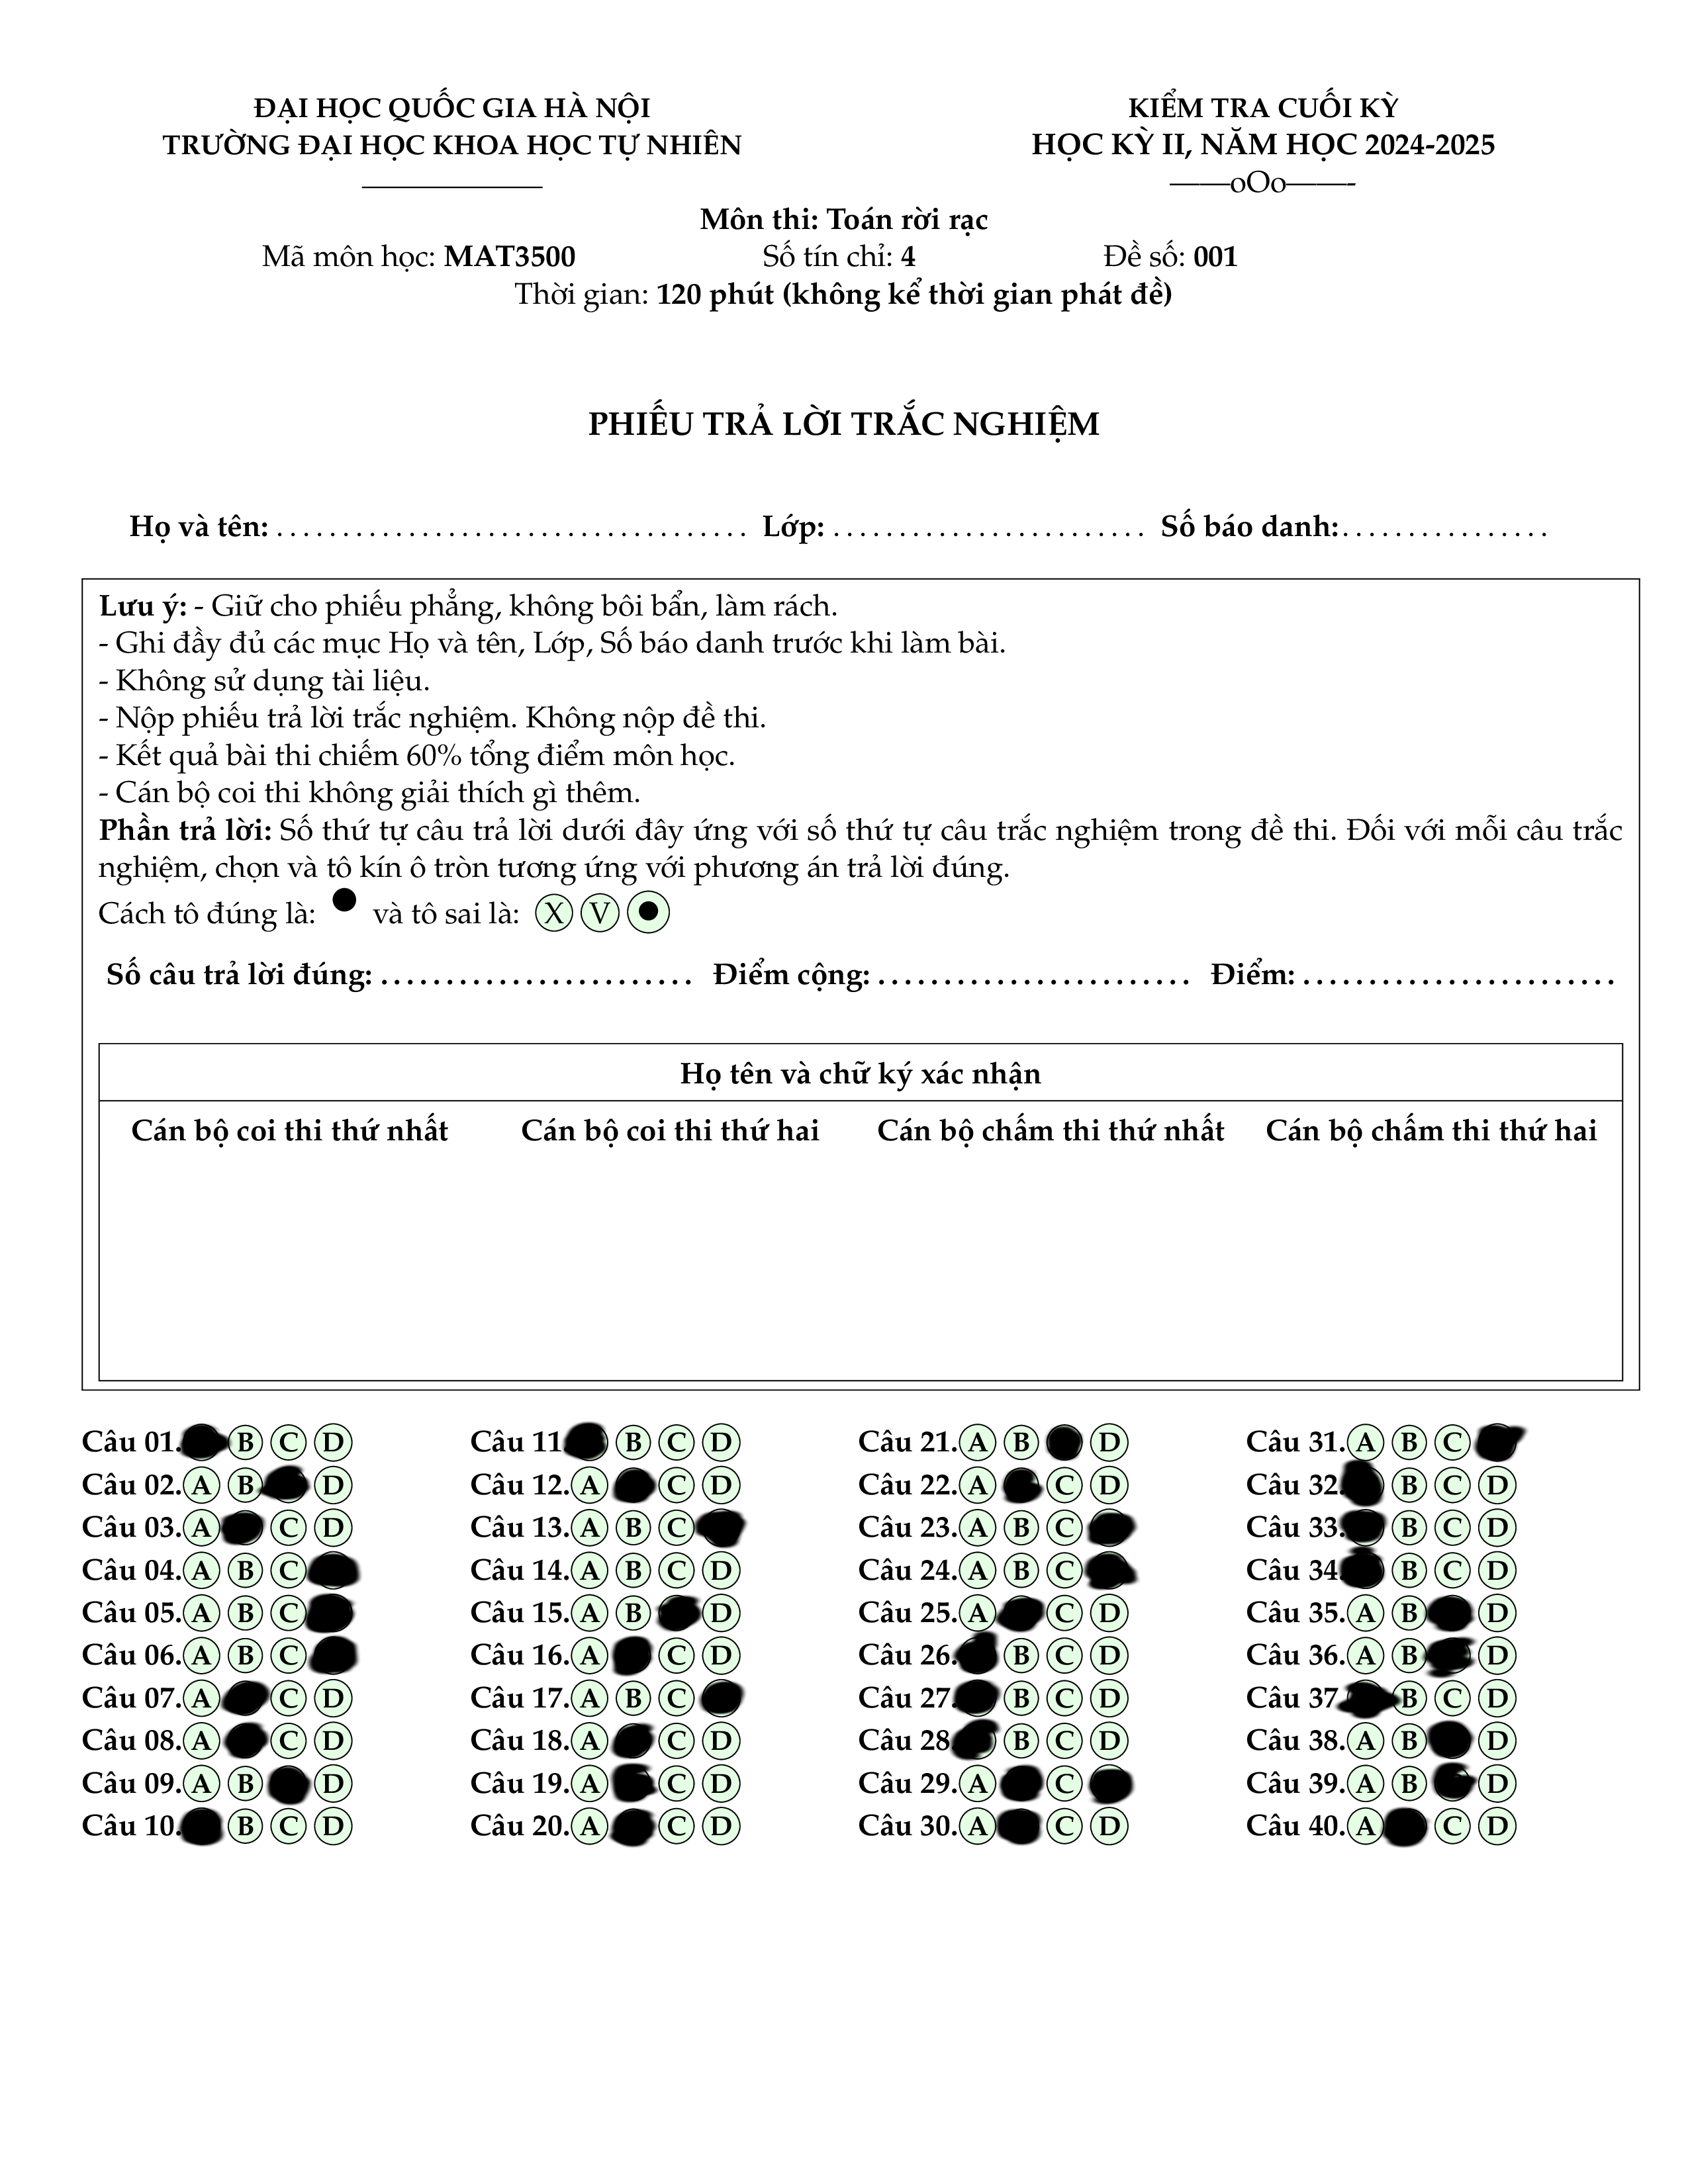 ĐẠI HỌC QUỐC GIA HÀ NỘI
TRƯỜNG ĐẠI HỌC KHOA HỌC TỰ NHIÊN
KIỂM TRA CUỐI KỲ
HỌC KỲ II, NĂM HỌC 2024-2025
——oOo——-
Môn thi: Toán rời rạc
Mã môn học: MAT3500 Số tín chỉ: 4 Đề số: 001
Thời gian: 120 phút (không kể thời gian phát đề)
PHIẾU TRẢ LỜI TRẮC NGHIỆM
Họ và tên: .................................... Lớp: ........................ Số báo danh:................
Lưu ý: - Giữ cho phiếu phẳng, không bôi bẩn, làm rách.
- Ghi đầy đủ các mục Họ và tên, Lớp, Số báo danh trước khi làm bài.
- Không sử dụng tài liệu.
- Nộp phiếu trả lời trắc nghiệm. Không nộp đề thi.
- Kết quả bài thi chiếm 60% tổng điểm môn học.
- Cán bộ coi thi không giải thích gì thêm.
Phần trả lời: Số thứ tự câu trả lời dưới đây ứng với số thứ tự câu trắc nghiệm trong đề thi. Đối với mỗi câu trắc
nghiệm, chọn và tô kín ô tròn tương ứng với phương án trả lời đúng.
Cách tô đúng là: ● và tô sai là: X V
Số câu trả lời đúng: ........................ Điểm cộng: ........................ Điểm: ........................
Họ tên và chữ ký xác nhận
Cán bộ coi thi thứ nhất Cán bộ coi thi thứ hai Cán bộ chấm thi thứ nhất Cán bộ chấm thi thứ hai
Câu 01. B C D Câu 11. B C D Câu 21. A B D Câu 31. A B C
Câu 02. A B D Câu 12. A C D Câu 22. A C D Câu 32. B C D
Câu 03. A C D Câu 13. A B C Câu 23. A B C Câu 33. B C D
Câu 04. A B C Câu 14. A B C D Câu 24. A B C Câu 34. B C D
Câu 05. A B C Câu 15. A B D Câu 25. A C D Câu 35. A B D
Câu 06. A B C Câu 16. A C D Câu 26. B C D Câu 36. A B D
Câu 07. A C D Câu 17. A B C Câu 27. B C D Câu 37. B C D
Câu 08. A C D Câu 18. A C D Câu 28. B C D Câu 38. A B D
Câu 09. A B D Câu 19. A C D Câu 29. A C Câu 39. A B D
Câu 10. B C D Câu 20. A C D Câu 30. A C D Câu 40. A C D